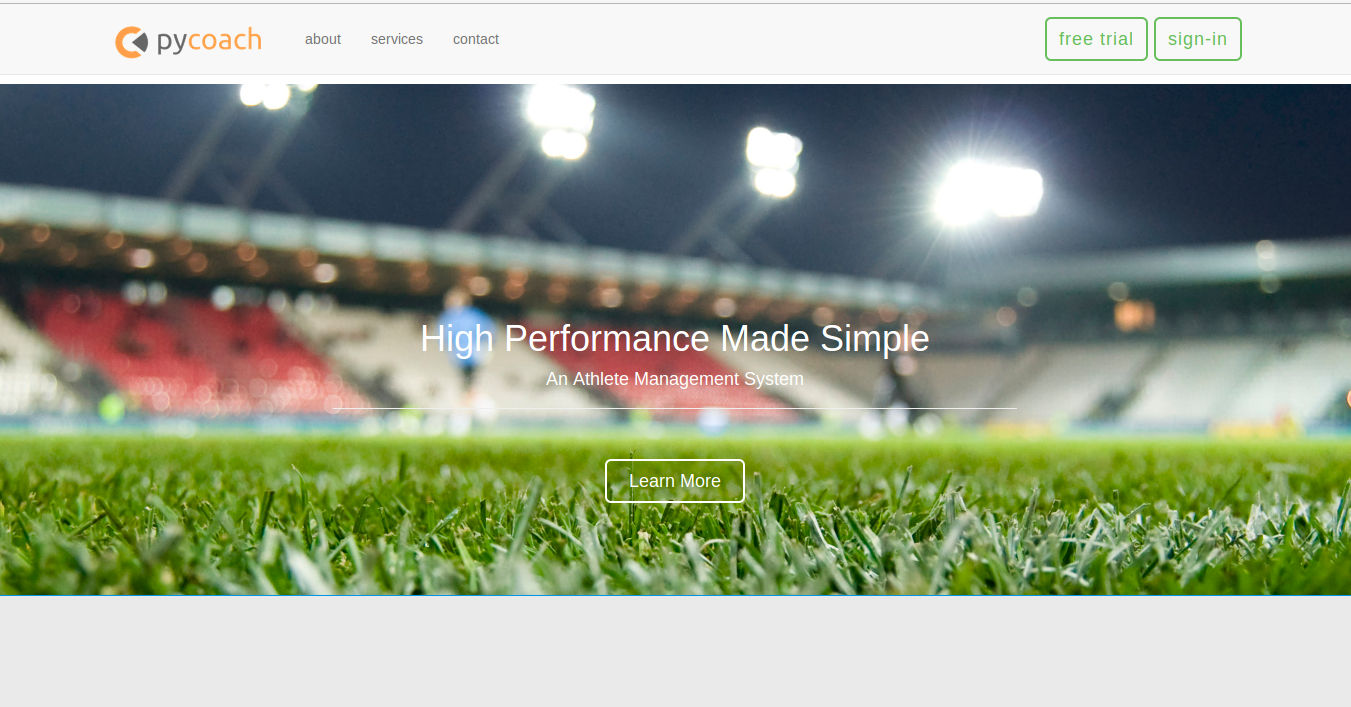 pycoach about services contact free trial sign-in
High Performance Made Simple
An Athlete Management System
Learn More